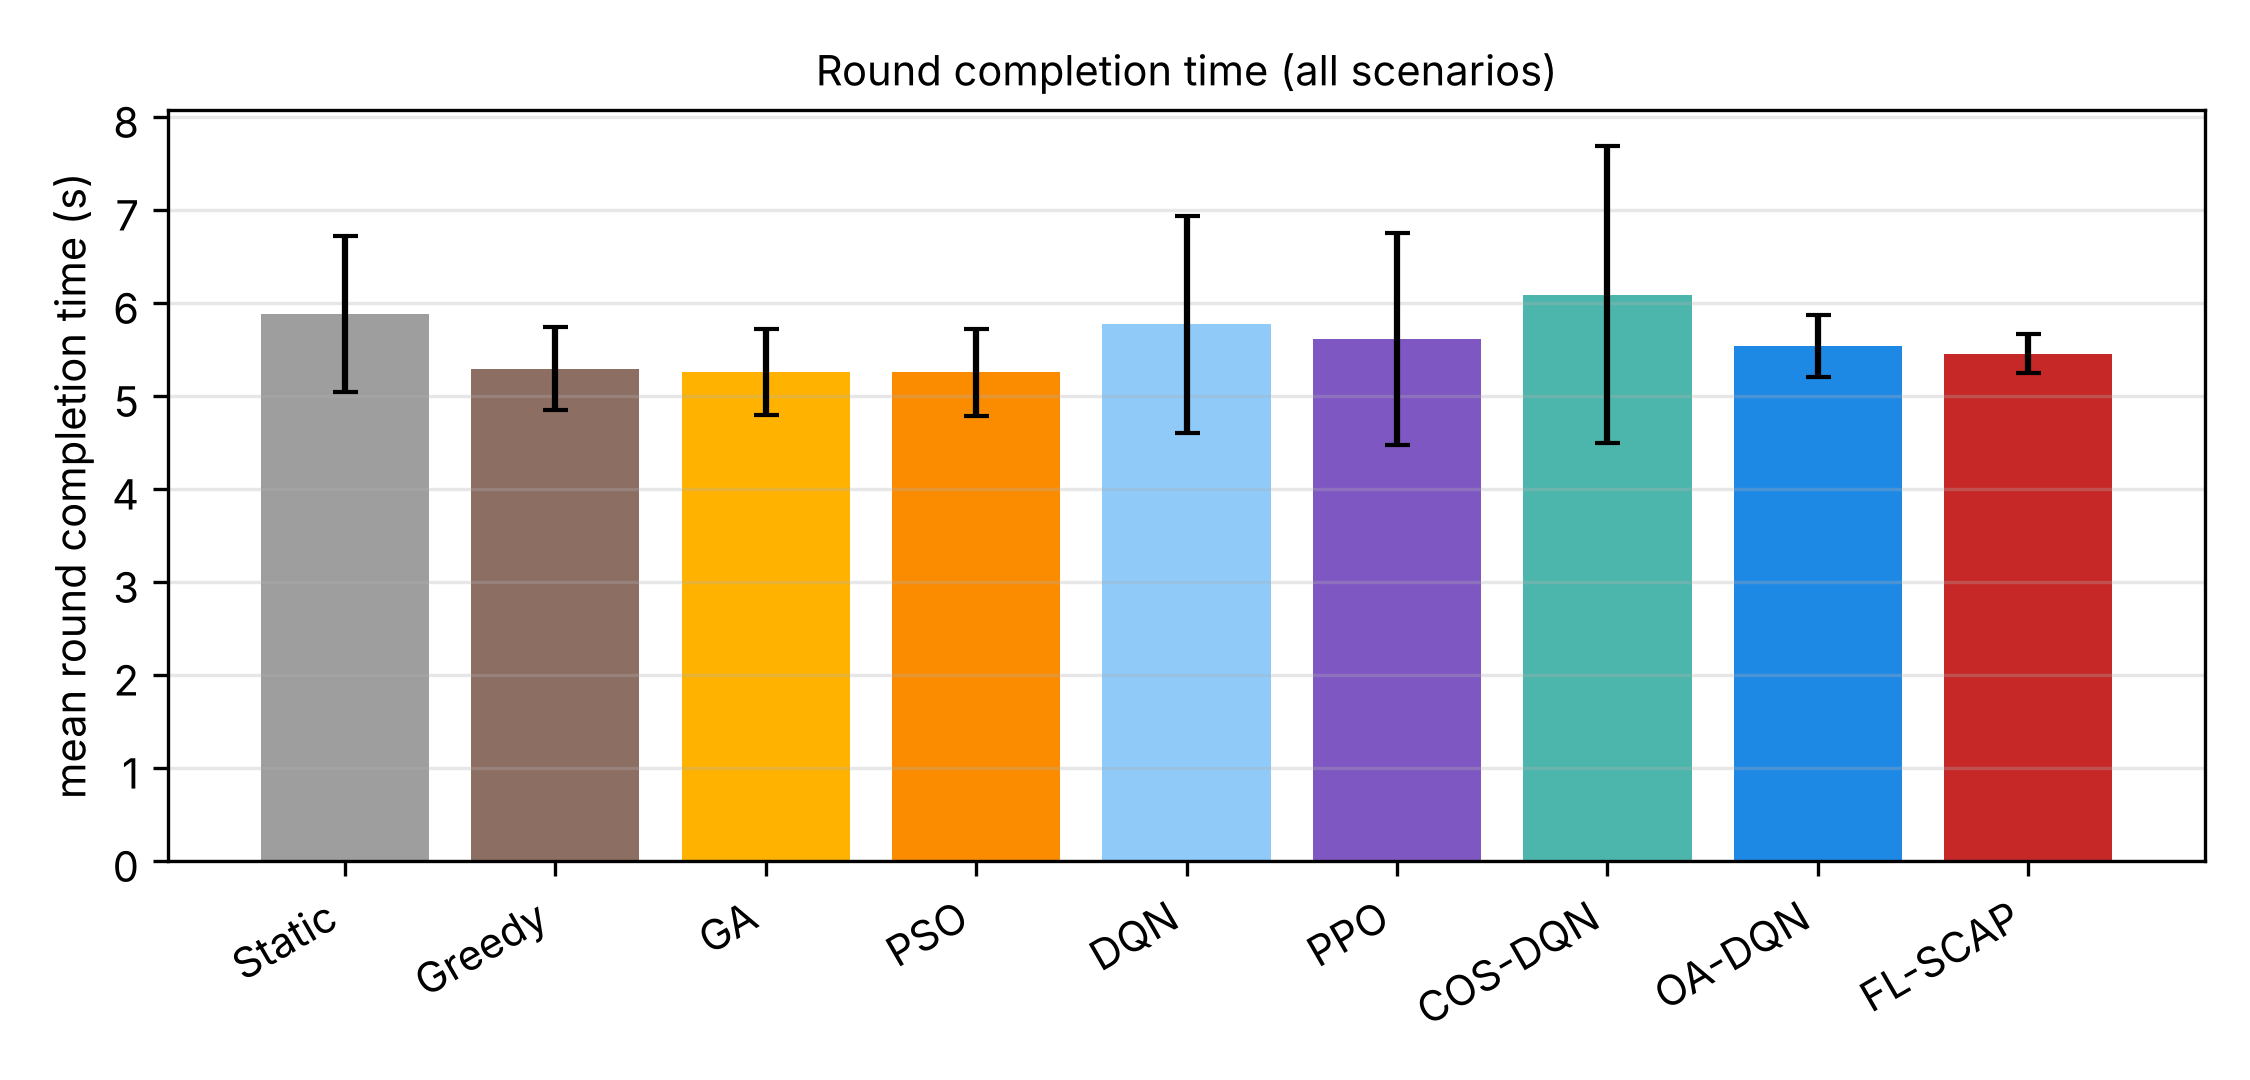 Round completion time (all scenarios)
mean round completion time (s)
8
7
6
5
4
3
2
1
0
Static
Greedy
GA
PSO
DQN
PPO
COS-DQN
OA-DQN
FL-SCAP